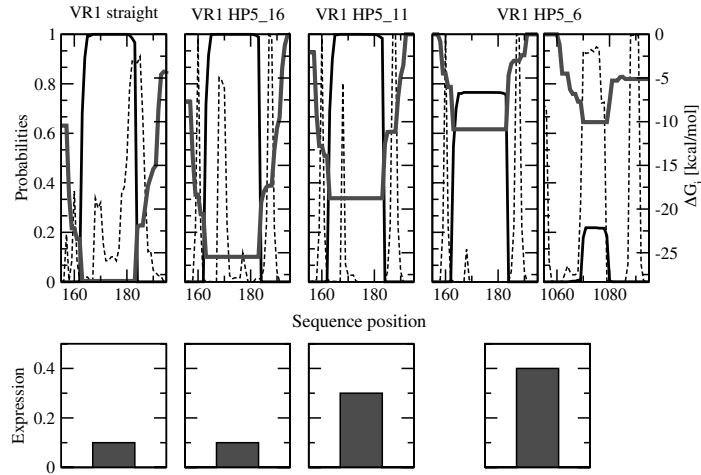 VR1 straight VR1 HP5_16 VR1 HP5_11 VR1 HP5_6
1 0
0.8 -5
0.6 -10
0.4 -15
0.2 -20
0 -25
Probabilities
ΔGᵢ [kcal/mol]
160 180 160 180 160 180 160 180 1060 1080
Sequence position
Expression
0.4
0.2
0